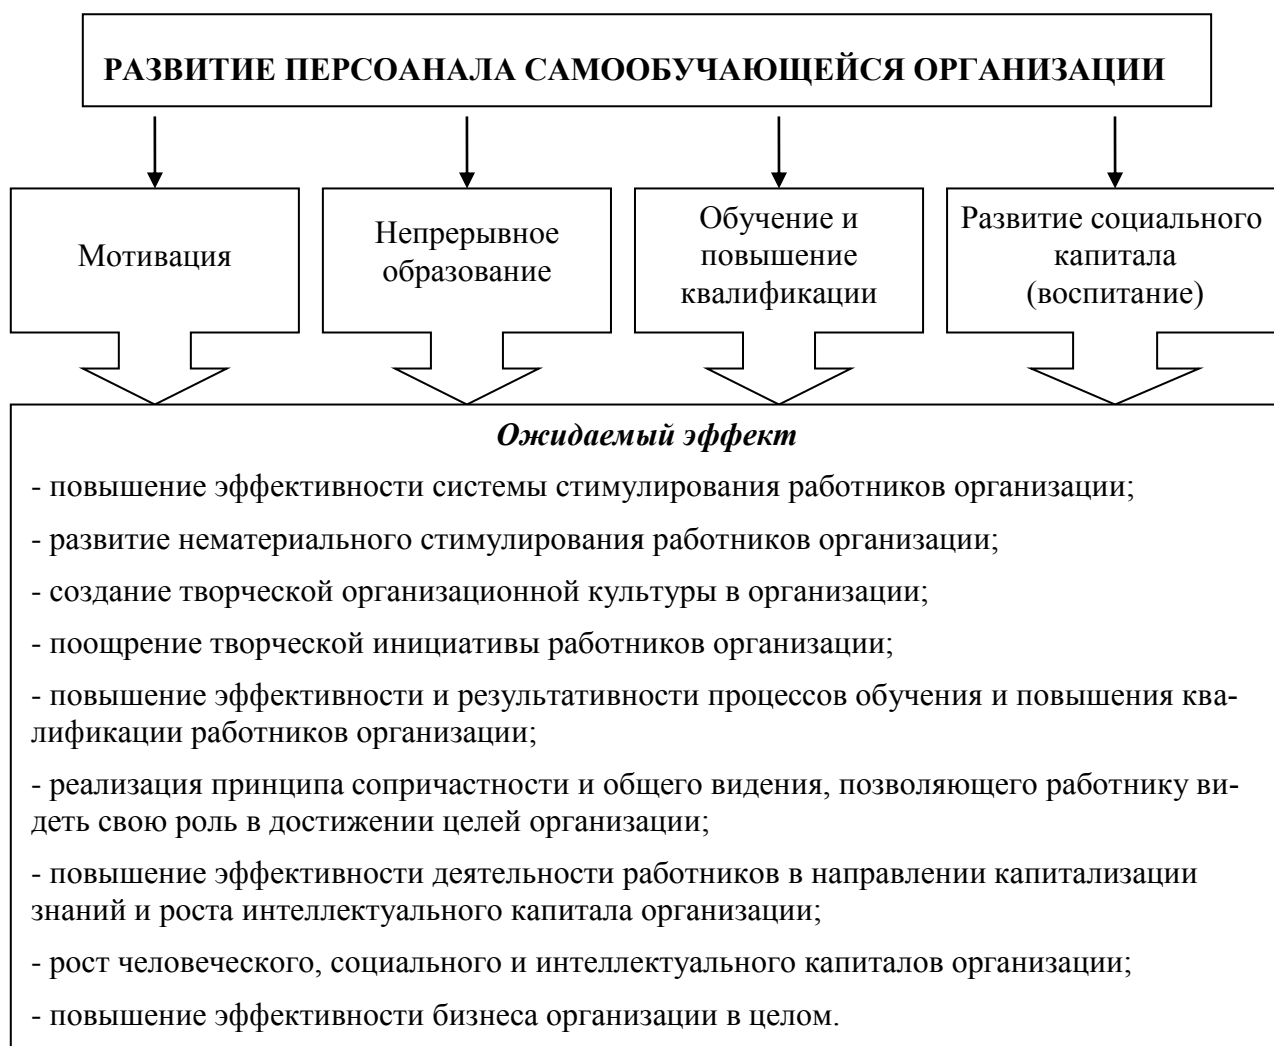 РАЗВИТИЕ ПЕРСОАНАЛА САМООБУЧАЮЩЕЙСЯ ОРГАНИЗАЦИИ
Мотивация
Непрерывное
образование
Обучение и
повышение
квалификации
Развитие социального
капитала
(воспитание)
Ожидаемый эффект
- повышение эффективности системы стимулирования работников организации;
- развитие нематериального стимулирования работников организации;
- создание творческой организационной культуры в организации;
- поощрение творческой инициативы работников организации;
- повышение эффективности и результативности процессов обучения и повышения ква-
лификации работников организации;
- реализация принципа сопричастности и общего видения, позволяющего работнику ви-
деть свою роль в достижении целей организации;
- повышение эффективности деятельности работников в направлении капитализации
знаний и роста интеллектуального капитала организации;
- рост человеческого, социального и интеллектуального капиталов организации;
- повышение эффективности бизнеса организации в целом.